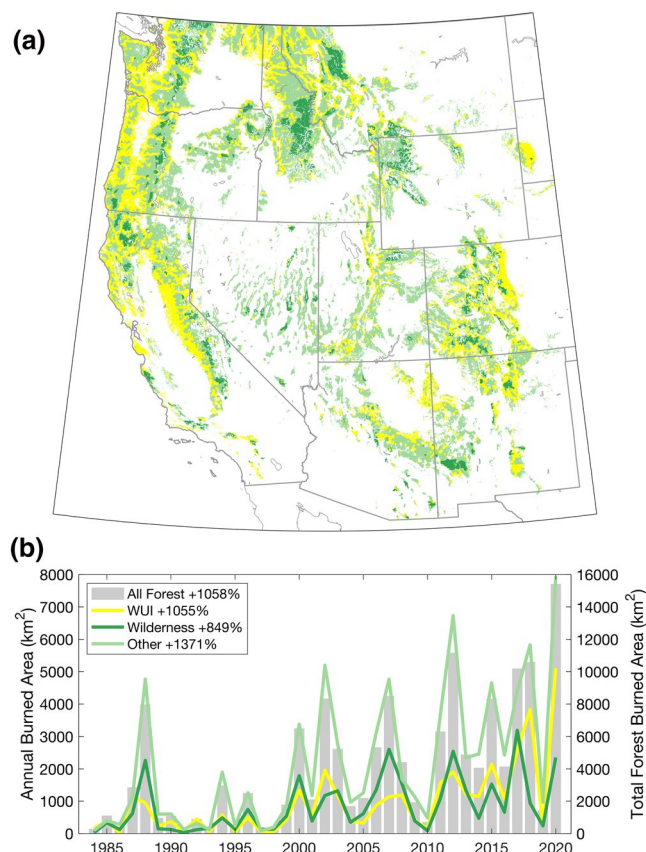 (a)
(b)
8000
7000
6000
5000
4000
3000
2000
1000
0
Annual Burned Area (km²)
All Forest +1058%
WUI +1055%
Wilderness +849%
Other +1371%
16000
14000
12000
10000
8000
6000
4000
2000
0
Total Forest Burned Area (km²)
1985 1990 1995 2000 2005 2010 2015 2020